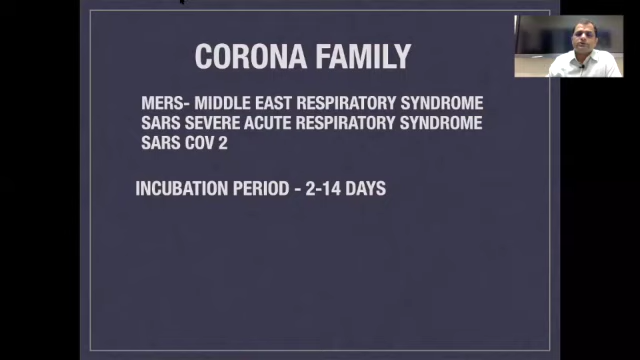 CORONA FAMILY
MERS- MIDDLE EAST RESPIRATORY SYNDROME
SARS SEVERE ACUTE RESPIRATORY SYNDROME
SARS COV 2
INCUBATION PERIOD - 2-14 DAYS